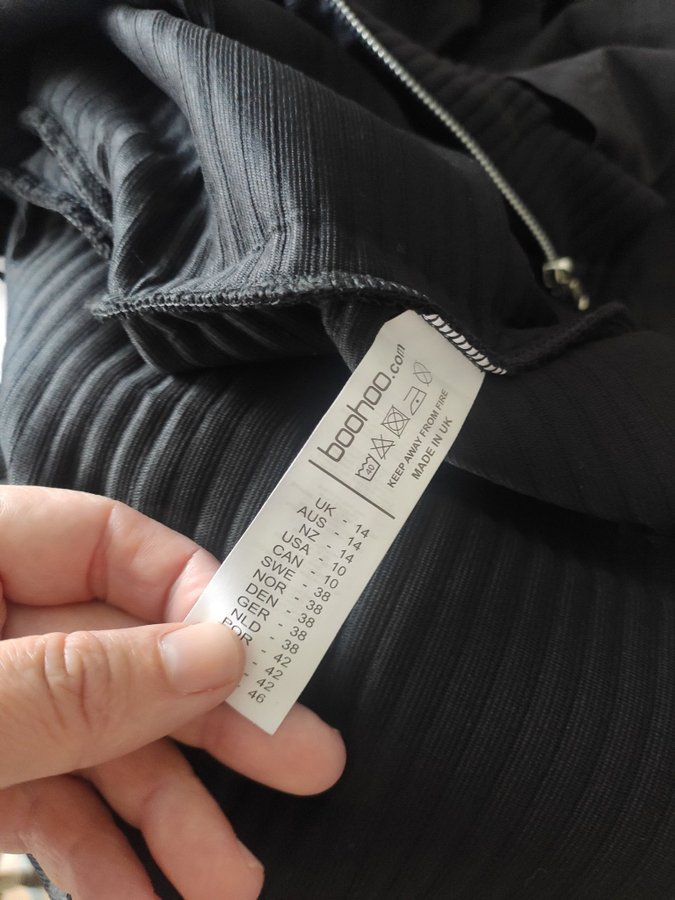 boohoo.com
40
KEEP AWAY FROM FIRE
MADE IN UK
UK - 14
AUS - 14
NZ - 14
USA - 10
CAN - 10
SWE - 38
NOR - 38
DEN - 38
GER - 38
NLD - 38
POR - 42
- 42
46